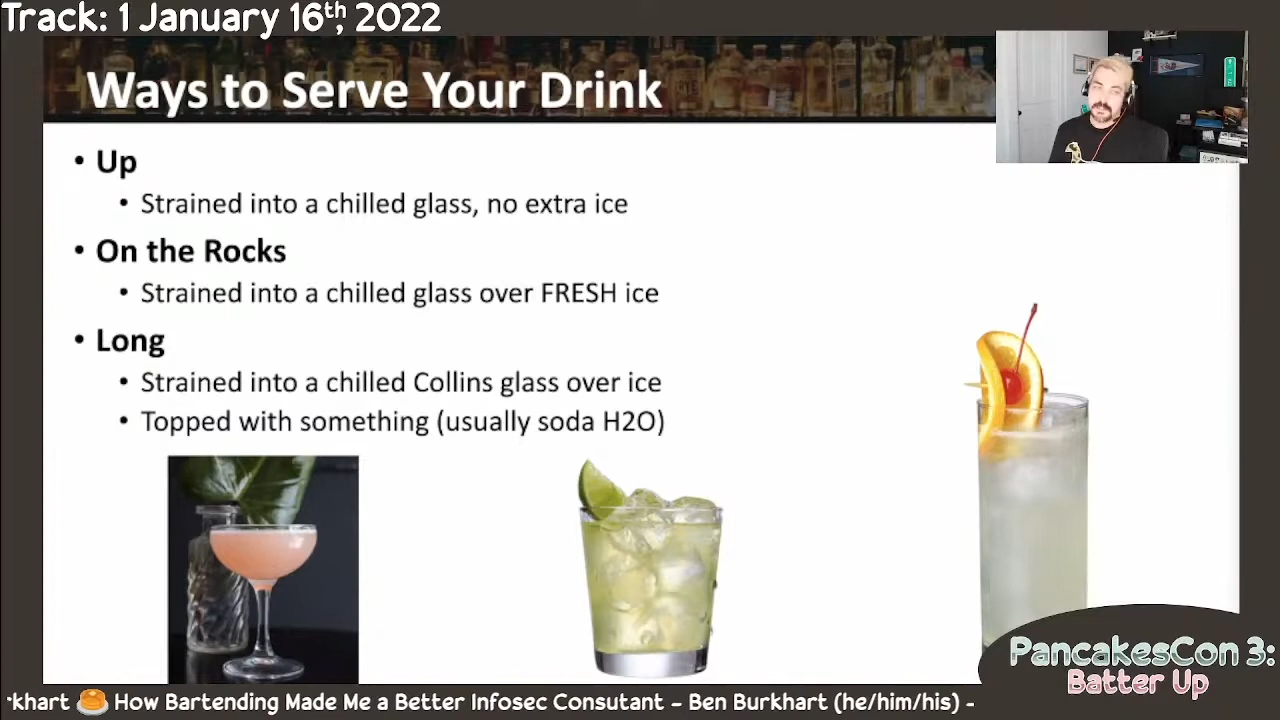 Track: 1 January 16th, 2022
Ways to Serve Your Drink
• Up
• Strained into a chilled glass, no extra ice
• On the Rocks
• Strained into a chilled glass over FRESH ice
• Long
• Strained into a chilled Collins glass over ice
• Topped with something (usually soda H2O)
PancakesCon 3:
Batter Up
khart 🥞 How Bartending Made Me a Better Infosec Consutant – Ben Burkhart (he/him/his) –